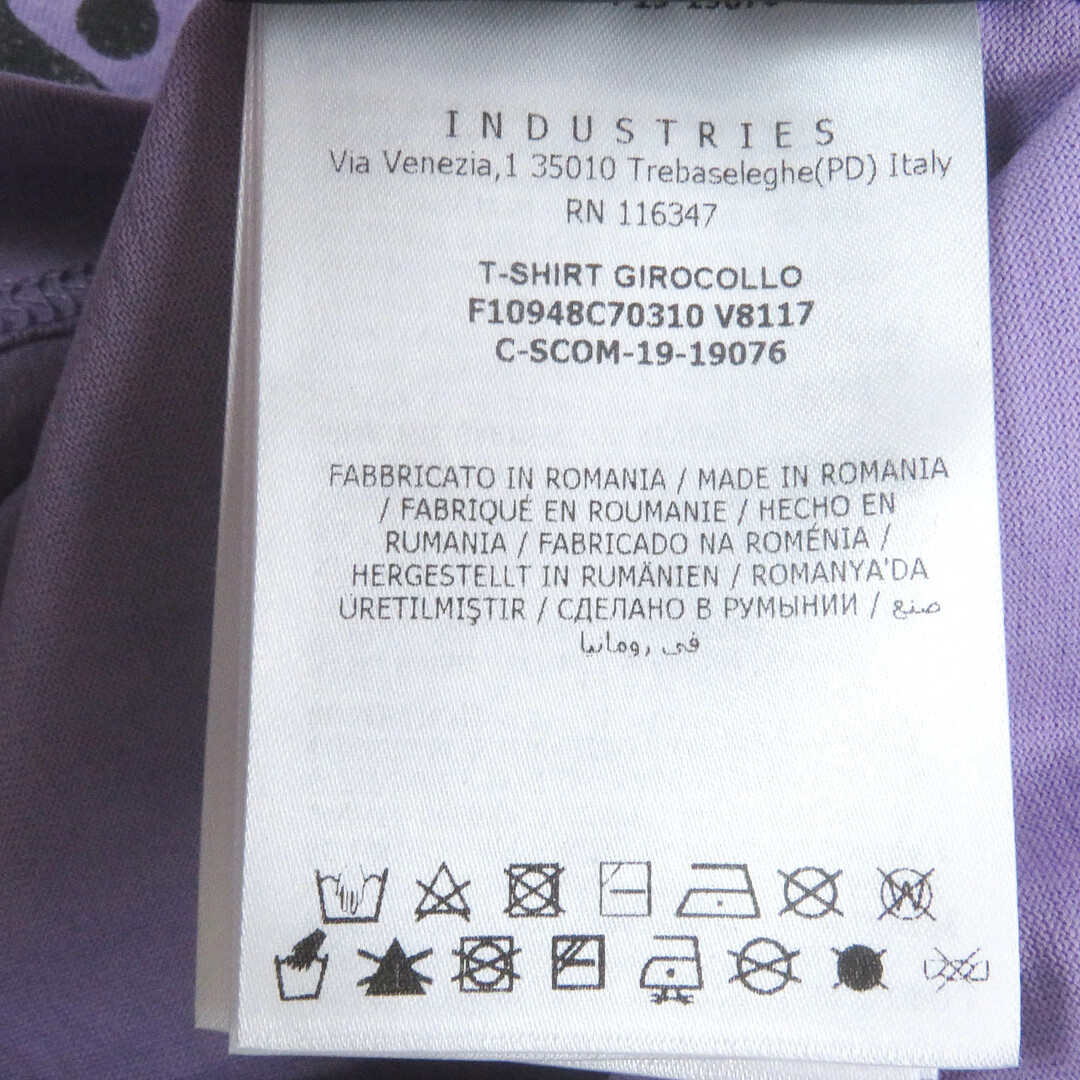 I N D U S T R I E S
Via Venezia,1 35010 Trebaseleghe(PD) Italy
RN 116347
T-SHIRT GIROCOLLO
F10948C70310 V8117
C-SCOM-19-19076
FABBRICATO IN ROMANIA / MADE IN ROMANIA
/ FABRIQUÉ EN ROUMANIE / HECHO EN
RUMANIA / FABRICADO NA ROMÉNIA /
HERGESTELLT IN RUMÄNIEN / ROMANYA'DA
ÜRETILMIŞTIR / СДЕЛАНО В РУМЫНИИ / صنع
في رومانيا
W